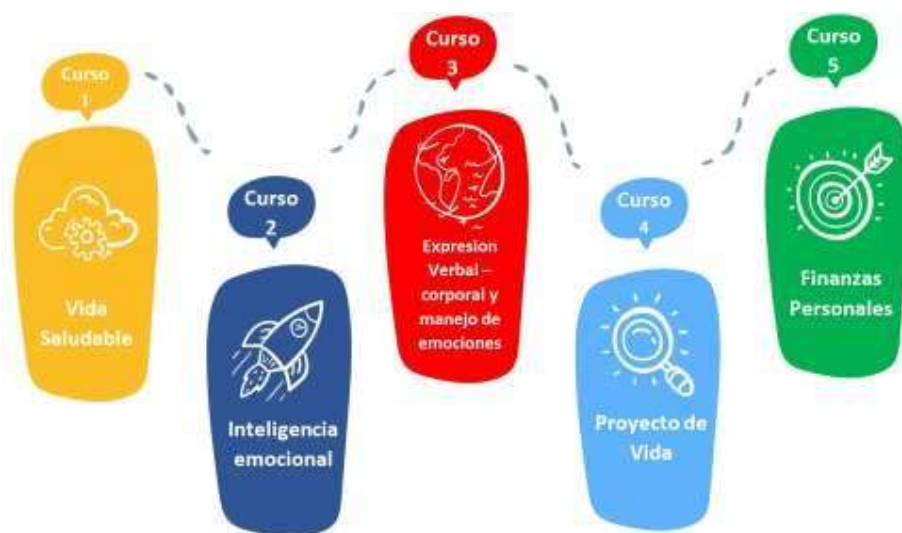 Curso
1
Vida
Saludable
Curso
2
Inteligencia
emocional
Curso
3
Expresion
Verbal –
corporal y
manejo de
emociones
Curso
4
Proyecto de
Vida
Curso
5
Finanzas
Personales